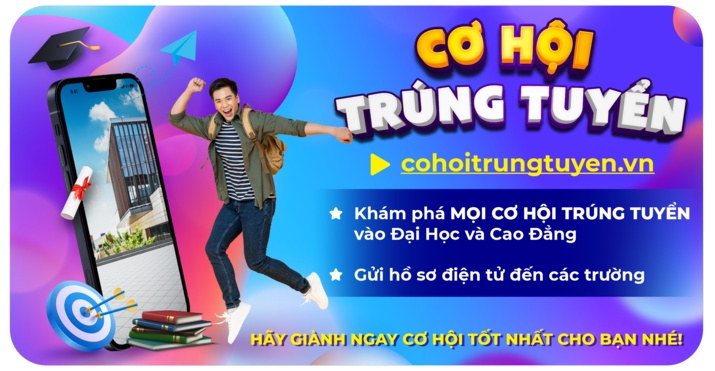 CƠ HỘI
TRÚNG TUYỂN
cohoitrungtuyen.vn
Khám phá MỌI CƠ HỘI TRÚNG TUYỂN
vào Đại Học và Cao Đẳng
Gửi hồ sơ điện tử đến các trường
HÃY GIÀNH NGAY CƠ HỘI TỐT NHẤT CHO BẠN NHÉ!